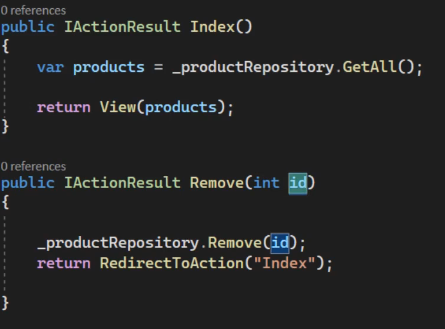 0 references
public IActionResult Index()
{
var products = _productRepository.GetAll();
return View(products);
}
0 references
public IActionResult Remove(int id)
{
_productRepository.Remove(id);
return RedirectToAction("Index");
}